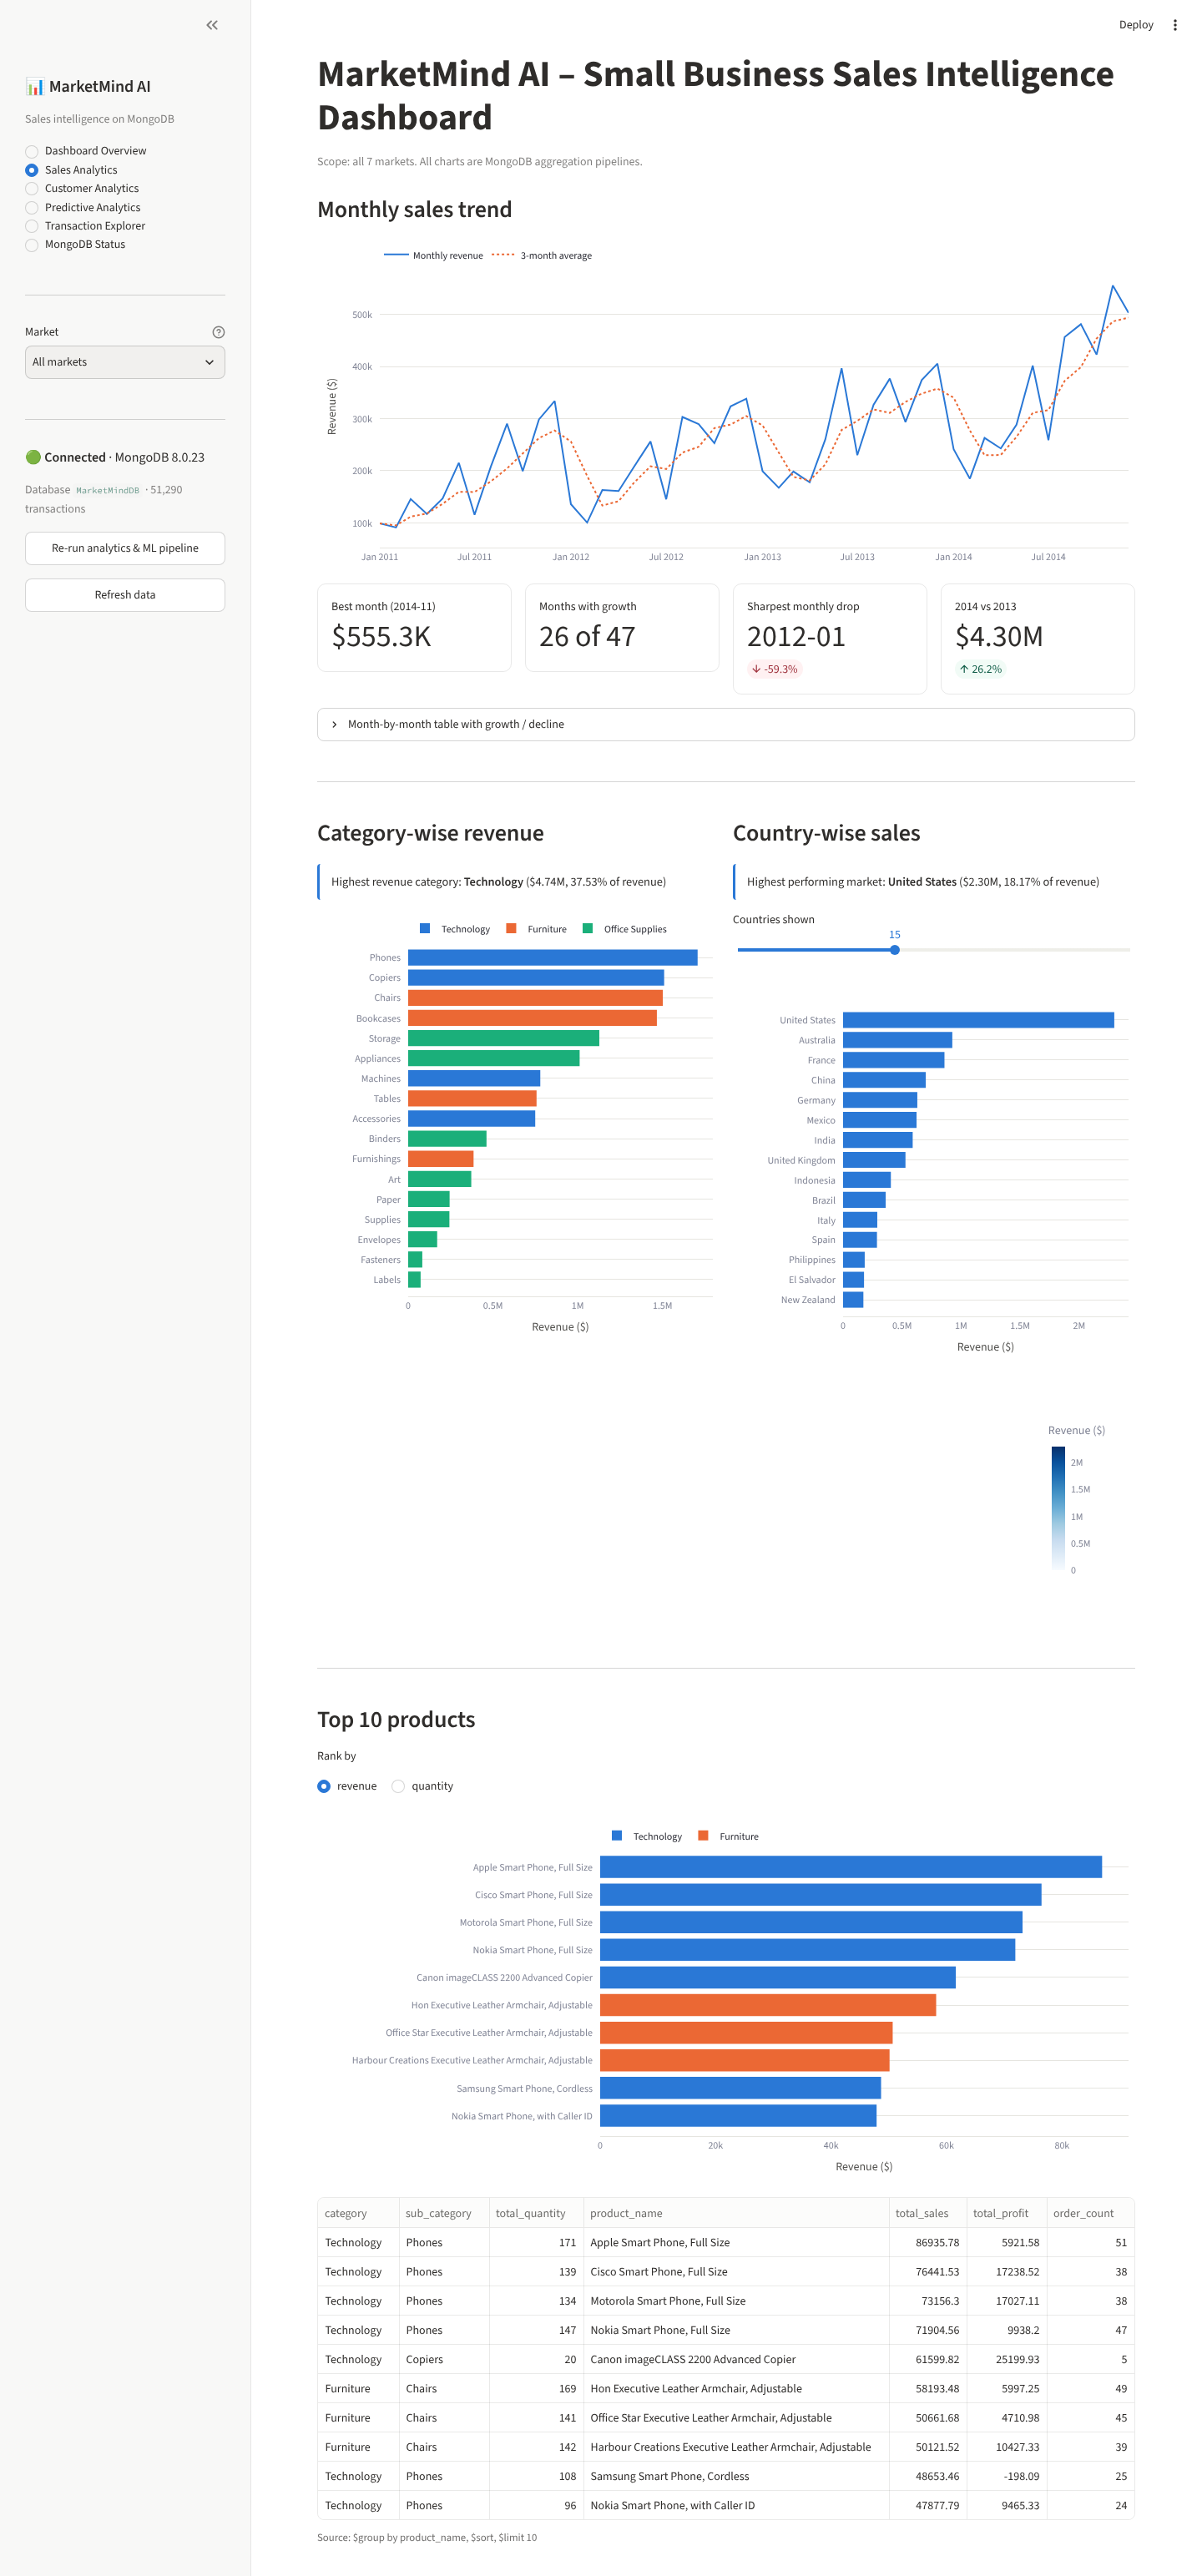 Deploy
📊 MarketMind AI
Sales intelligence on MongoDB
Dashboard Overview
Sales Analytics
Customer Analytics
Predictive Analytics
Transaction Explorer
MongoDB Status
Market
All markets
Connected · MongoDB 8.0.23
Database MarketMindDB · 51,290
transactions
Re-run analytics & ML pipeline
Refresh data
MarketMind AI – Small Business Sales Intelligence
Dashboard
Scope: all 7 markets. All charts are MongoDB aggregation pipelines.
Monthly sales trend
Monthly revenue 3-month average
Revenue ($)
500k
400k
300k
200k
100k
Jan 2011 Jul 2011 Jan 2012 Jul 2012 Jan 2013 Jul 2013 Jan 2014 Jul 2014
Best month (2014-11)
$555.3K
Months with growth
26 of 47
Sharpest monthly drop
2012-01
↓ -59.3%
2014 vs 2013
$4.30M
↑ 26.2%
Month-by-month table with growth / decline
Category-wise revenue
Highest revenue category: Technology ($4.74M, 37.53% of revenue)
Technology Furniture Office Supplies
Phones
Copiers
Chairs
Bookcases
Storage
Appliances
Machines
Tables
Accessories
Binders
Furnishings
Art
Paper
Supplies
Envelopes
Fasteners
Labels
0 0.5M 1M 1.5M
Revenue ($)
Country-wise sales
Highest performing market: United States ($2.30M, 18.17% of revenue)
Countries shown
15
United States
Australia
France
China
Germany
Mexico
India
United Kingdom
Indonesia
Brazil
Italy
Spain
Philippines
El Salvador
New Zealand
0 0.5M 1M 1.5M 2M
Revenue ($)
Revenue ($)
2M
1.5M
1M
0.5M
0
Top 10 products
Rank by
revenue quantity
Technology Furniture
Apple Smart Phone, Full Size
Cisco Smart Phone, Full Size
Motorola Smart Phone, Full Size
Nokia Smart Phone, Full Size
Canon imageCLASS 2200 Advanced Copier
Hon Executive Leather Armchair, Adjustable
Office Star Executive Leather Armchair, Adjustable
Harbour Creations Executive Leather Armchair, Adjustable
Samsung Smart Phone, Cordless
Nokia Smart Phone, with Caller ID
0 20k 40k 60k 80k
Revenue ($)
category sub_category total_quantity product_name total_sales total_profit order_count
Technology Phones 171 Apple Smart Phone, Full Size 86935.78 5921.58 51
Technology Phones 139 Cisco Smart Phone, Full Size 76441.53 17238.52 38
Technology Phones 134 Motorola Smart Phone, Full Size 73156.3 17027.11 38
Technology Phones 147 Nokia Smart Phone, Full Size 71904.56 9938.2 47
Technology Copiers 20 Canon imageCLASS 2200 Advanced Copier 61599.82 25199.93 5
Furniture Chairs 169 Hon Executive Leather Armchair, Adjustable 58193.48 5997.25 49
Furniture Chairs 141 Office Star Executive Leather Armchair, Adjustable 50661.68 4710.98 45
Furniture Chairs 142 Harbour Creations Executive Leather Armchair, Adjustable 50121.52 10427.33 39
Technology Phones 108 Samsung Smart Phone, Cordless 48653.46 -198.09 25
Technology Phones 96 Nokia Smart Phone, with Caller ID 47877.79 9465.33 24
Source: $group by product_name, $sort, $limit 10